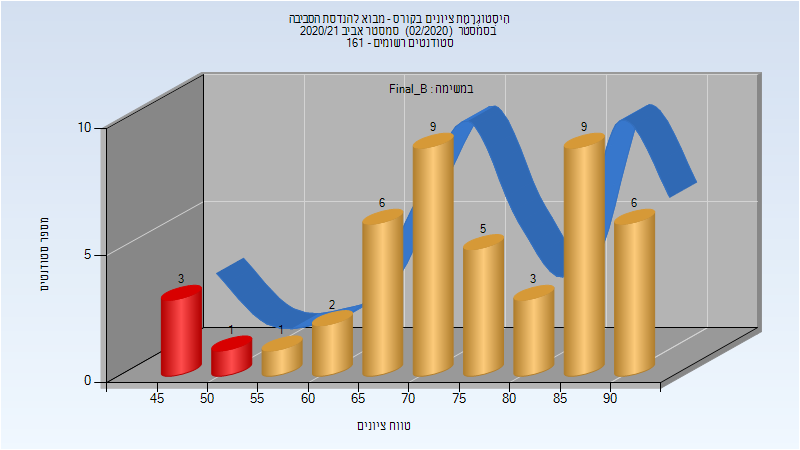 היסטוגרמת ציונים בקורס - מבוא להנדסת הסביבה
בסמסטר (02/2020) סמסטר אביב 2020/21
סטודנטים רשומים - 161
במשימה : Final_B
10
5
0
מספר סטודנטים
3
1
1
2
6
9
5
3
9
6
45 50 55 60 65 70 75 80 85 90
טווח ציונים